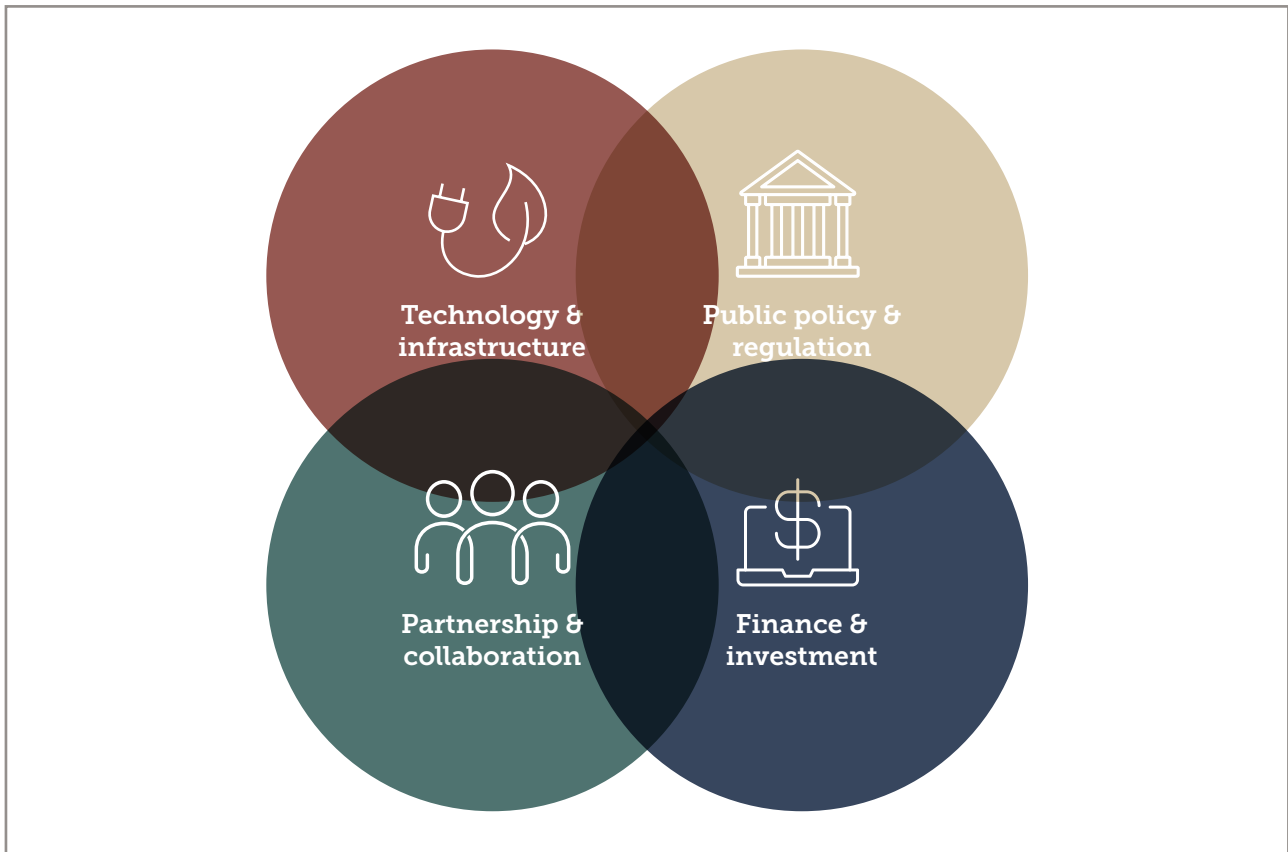 Technology &
infrastructure
Public policy &
regulation
Partnership &
collaboration
Finance &
investment